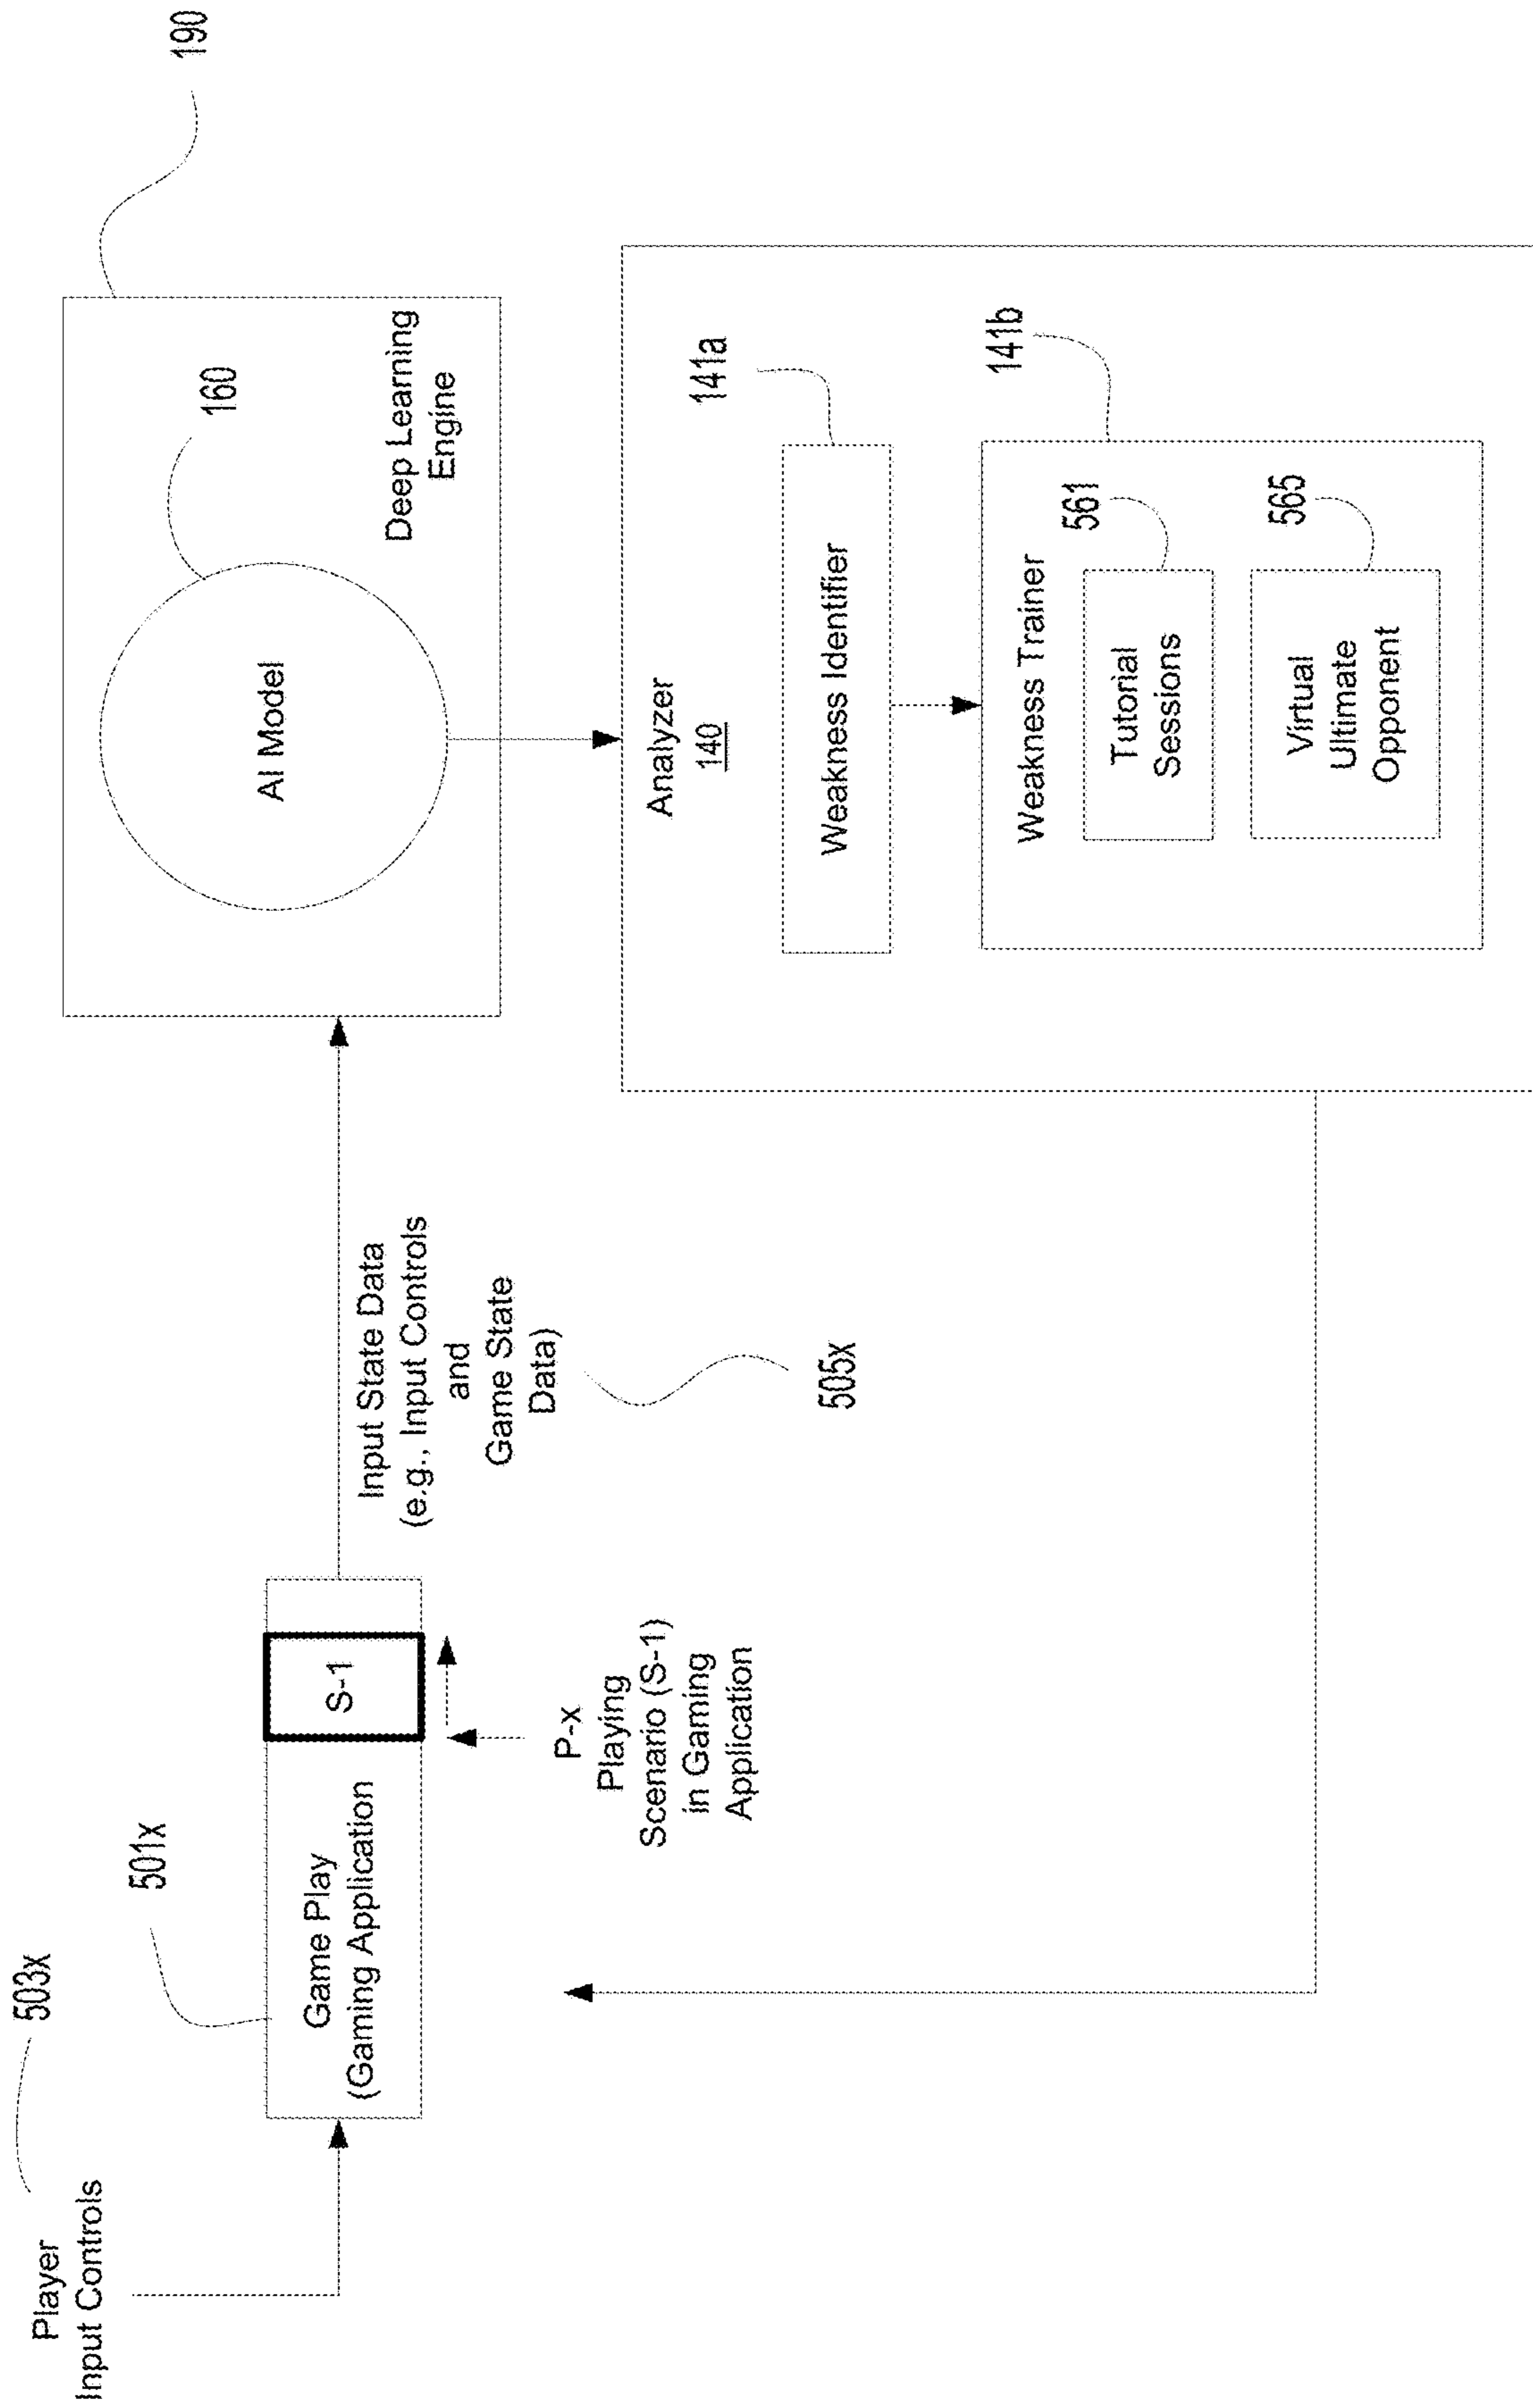 Player
Input Controls
503x
501x
Game Play
(Gaming Application
S-1
P-x
Playing
Scenario (S-1)
in Gaming
Application
Input State Data
(e.g., Input Controls
and
Game State
Data)
505x
190
160
AI Model
Deep Learning
Engine
Analyzer
140
141a
Weakness Identifier
141b
Weakness Trainer
561
Tutorial
Sessions
565
Virtual
Ultimate
Opponent